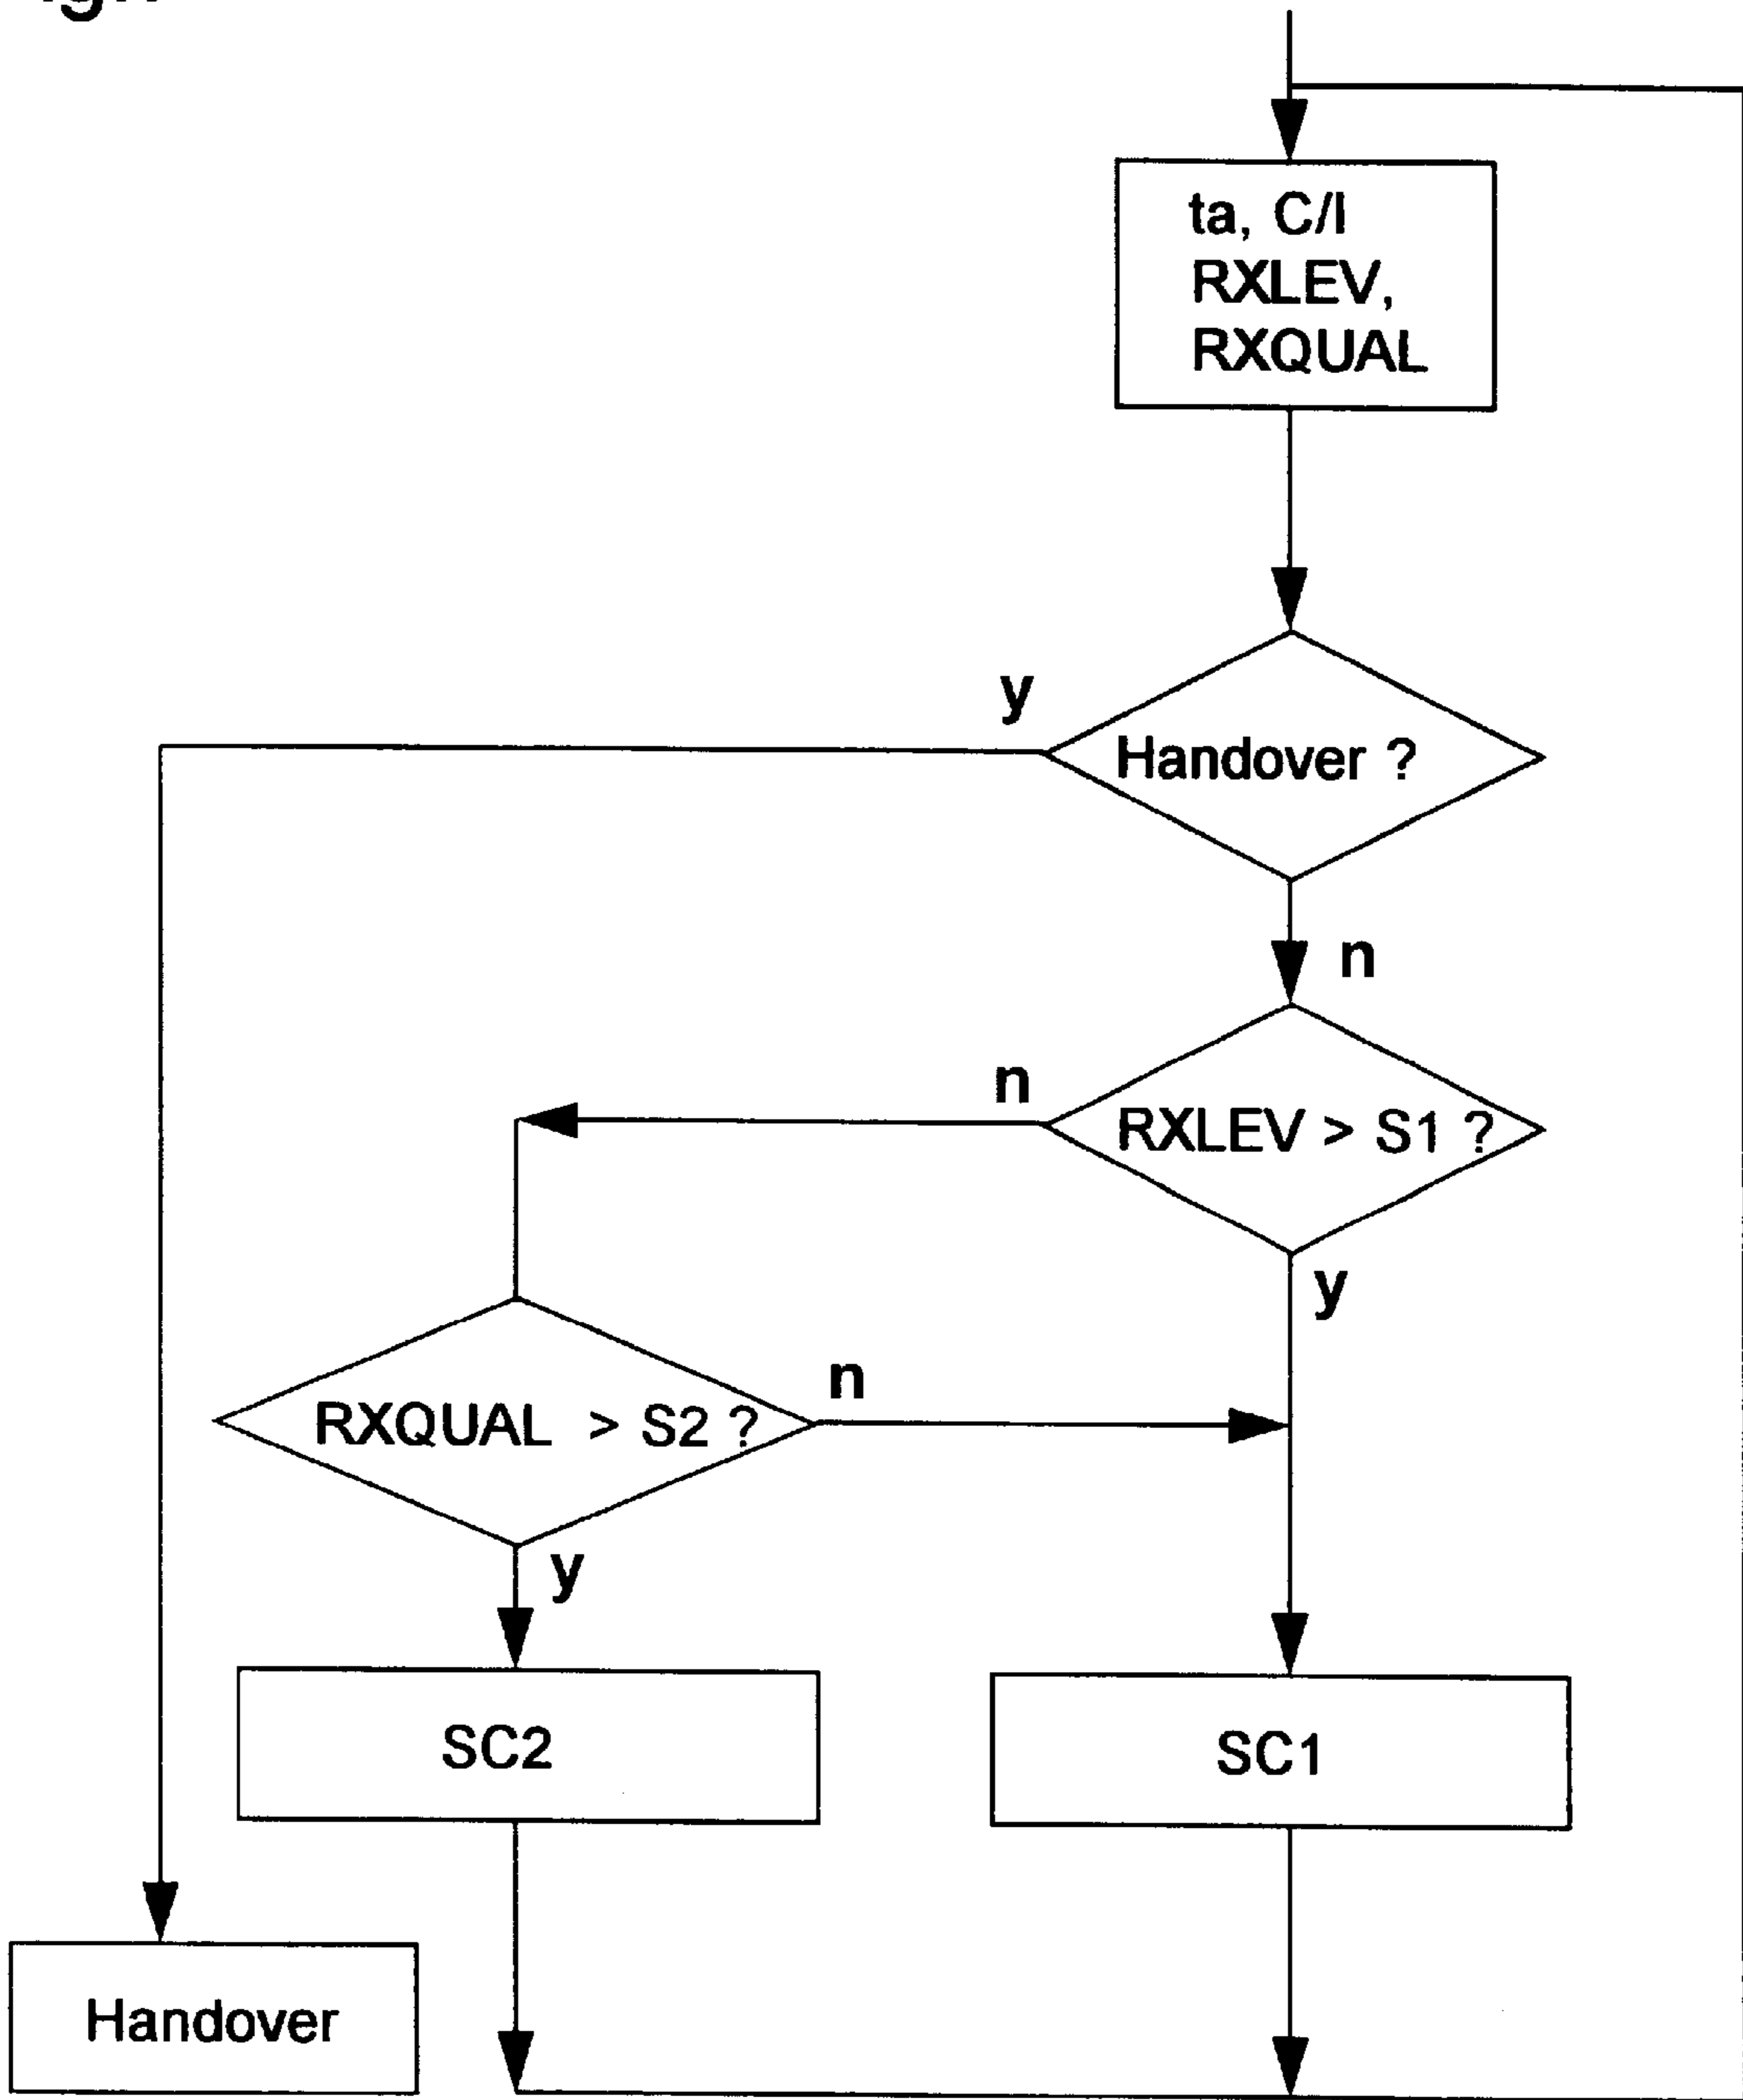 ta, C/I
RXLEV,
RXQUAL
y
Handover ?
n
n
RXLEV > S1 ?
y
n
RXQUAL > S2 ?
y
SC2
SC1
Handover